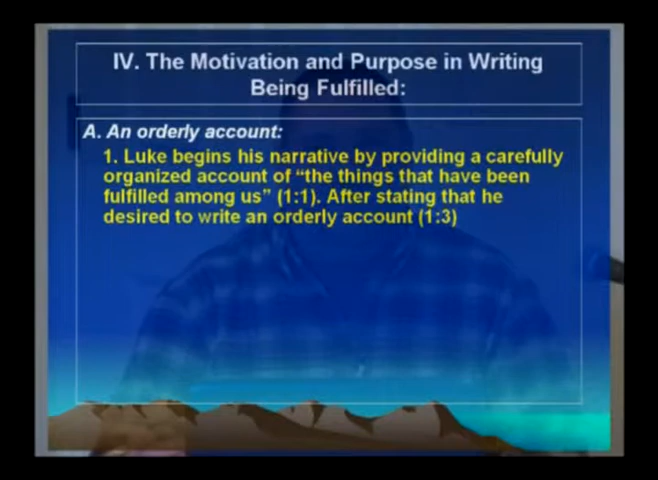 IV. The Motivation and Purpose in Writing
Being Fulfilled:
A. An orderly account:
1. Luke begins his narrative by providing a carefully
organized account of “the things that have been
fulfilled among us” (1:1). After stating that he
desired to write an orderly account (1:3)